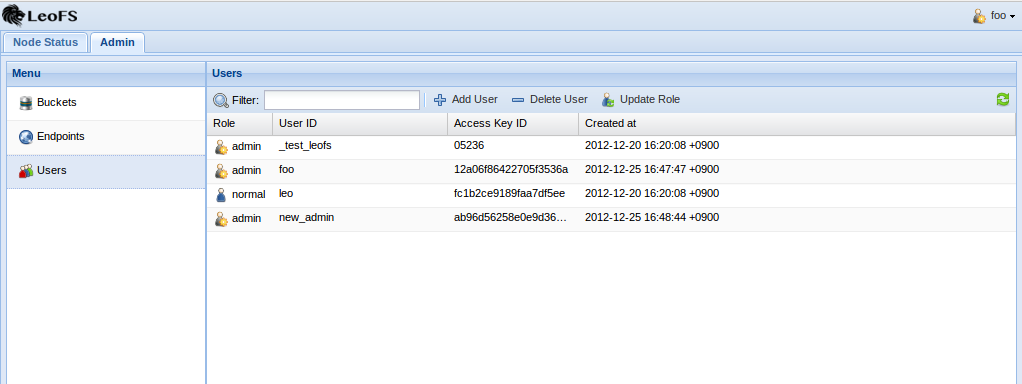 LeoFS
foo
Node Status Admin
Menu
Buckets
Endpoints
Users
Users
Filter: Add User Delete User Update Role
Role User ID Access Key ID Created at
admin _test_leofs 05236 2012-12-20 16:20:08 +0900
admin foo 12a06f86422705f3536a 2012-12-25 16:47:47 +0900
normal leo fc1b2ce9189faa7df5ee 2012-12-20 16:20:08 +0900
admin new_admin ab96d56258e0e9d36... 2012-12-25 16:48:44 +0900